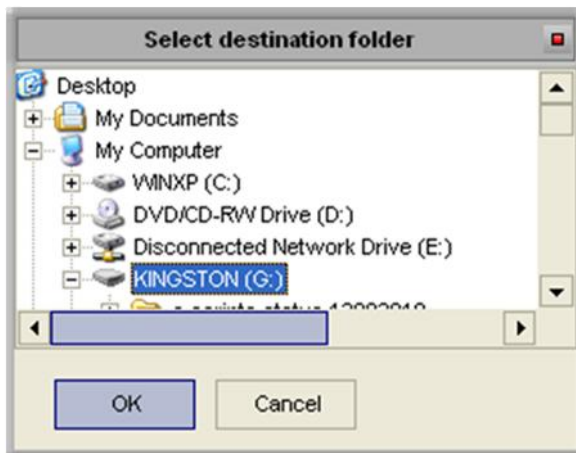 Select destination folder
Desktop
My Documents
My Computer
WINXP (C:)
DVD/CD-RW Drive (D:)
Disconnected Network Drive (E:)
KINGSTON (G:)
OK
Cancel